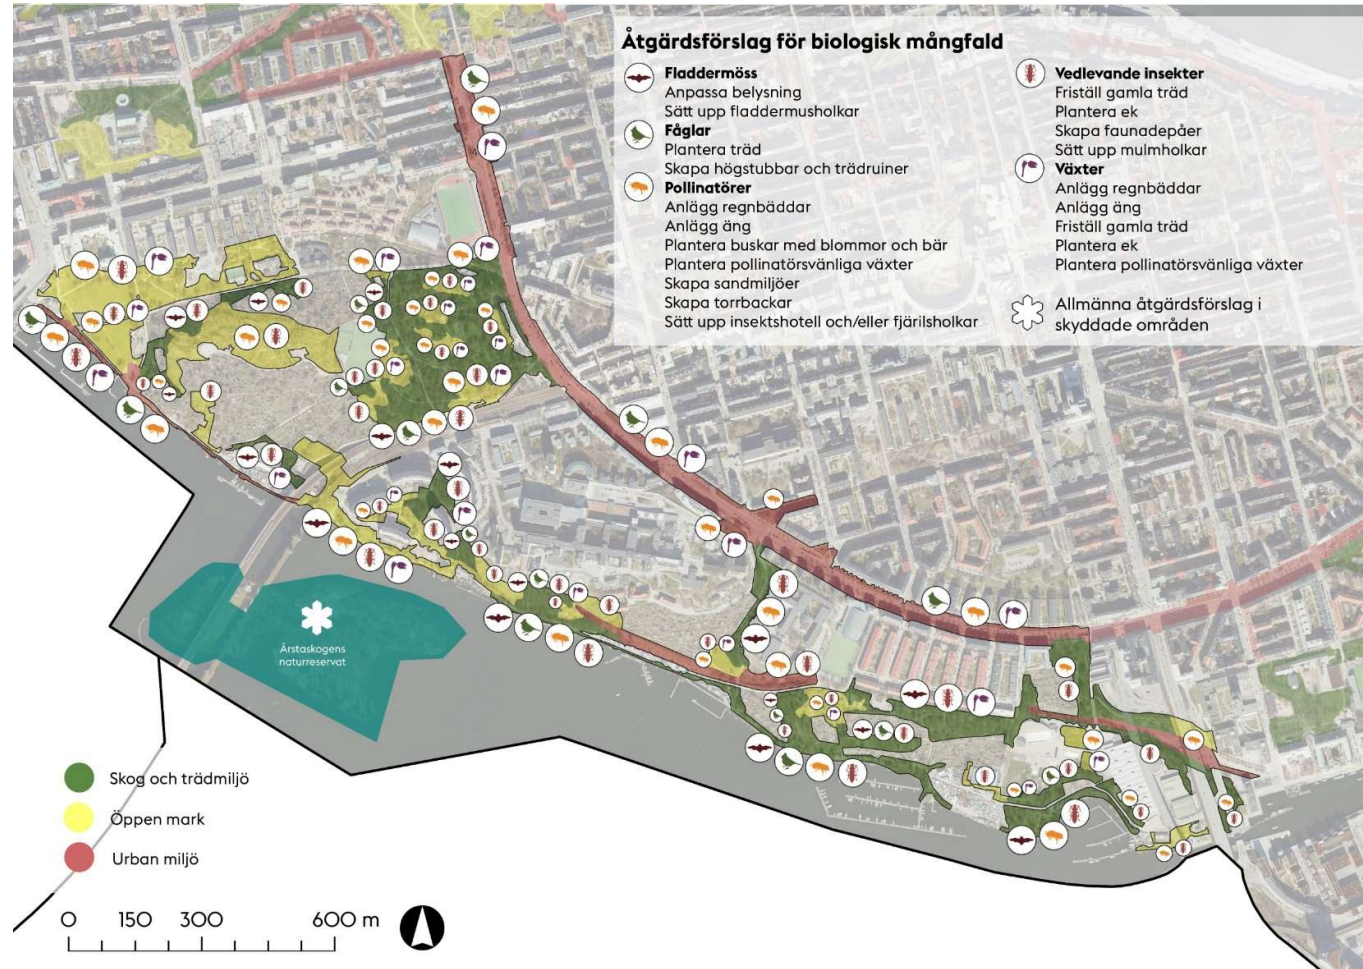 Åtgärdsförslag för biologisk mångfald
Fladdermöss
Anpassa belysning
Sätt upp fladdermusholkar
Fåglar
Plantera träd
Skapa högstubbar och trädruiner
Pollinatörer
Anlägg regnbäddar
Anlägg äng
Plantera buskar med blommor och bär
Plantera pollinatörsvänliga växter
Skapa sandmiljöer
Skapa torrbackar
Sätt upp insektshotell och/eller fjärilsholkar
Vedlevande insekter
Friställ gamla träd
Plantera ek
Skapa faunadepåer
Sätt upp mulmholkar
Växter
Anlägg regnbäddar
Anlägg äng
Friställ gamla träd
Plantera ek
Plantera pollinatörsvänliga växter
Allmänna åtgärdsförslag i
skyddade områden
Årstaskogens
naturreservat
Skog och trädmiljö
Öppen mark
Urban miljö
0 150 300 600 m